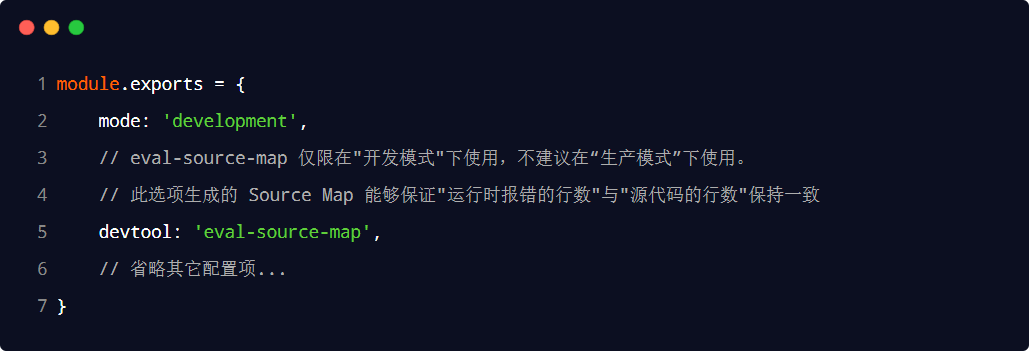 1 module.exports = {
2     mode: 'development',
3     // eval-source-map 仅限在"开发模式"下使用，不建议在“生产模式”下使用。
4     // 此选项生成的 Source Map 能够保证"运行时报错的行数"与"源代码的行数"保持一致
5     devtool: 'eval-source-map',
6     // 省略其它配置项...
7 }